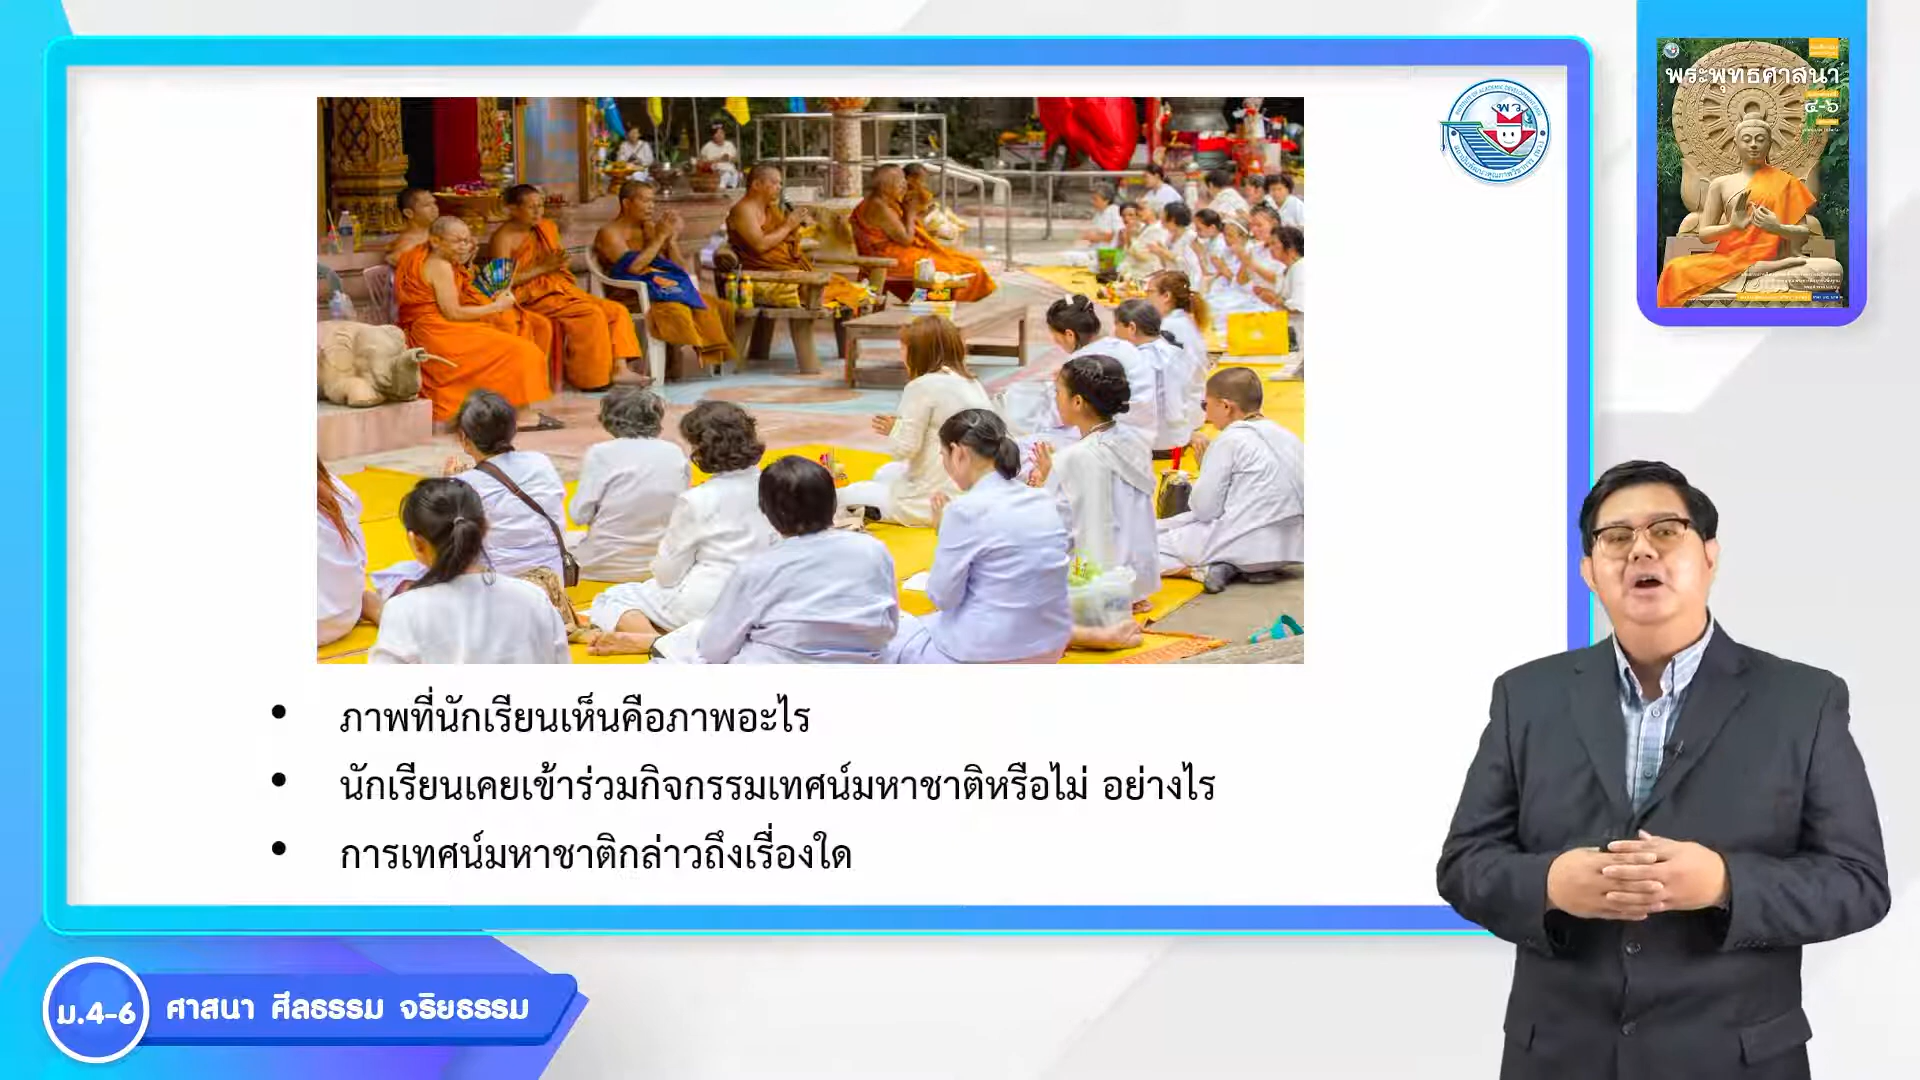 พระพุทธศาสนา
๔-๖
พว.
ภาพที่นักเรียนเห็นคือภาพอะไร
นักเรียนเคยเข้าร่วมกิจกรรมเทศน์มหาชาติหรือไม่ อย่างไร
การเทศน์มหาชาติกล่าวถึงเรื่องใด
ม.4-6
ศาสนา ศีลธรรม จริยธรรม